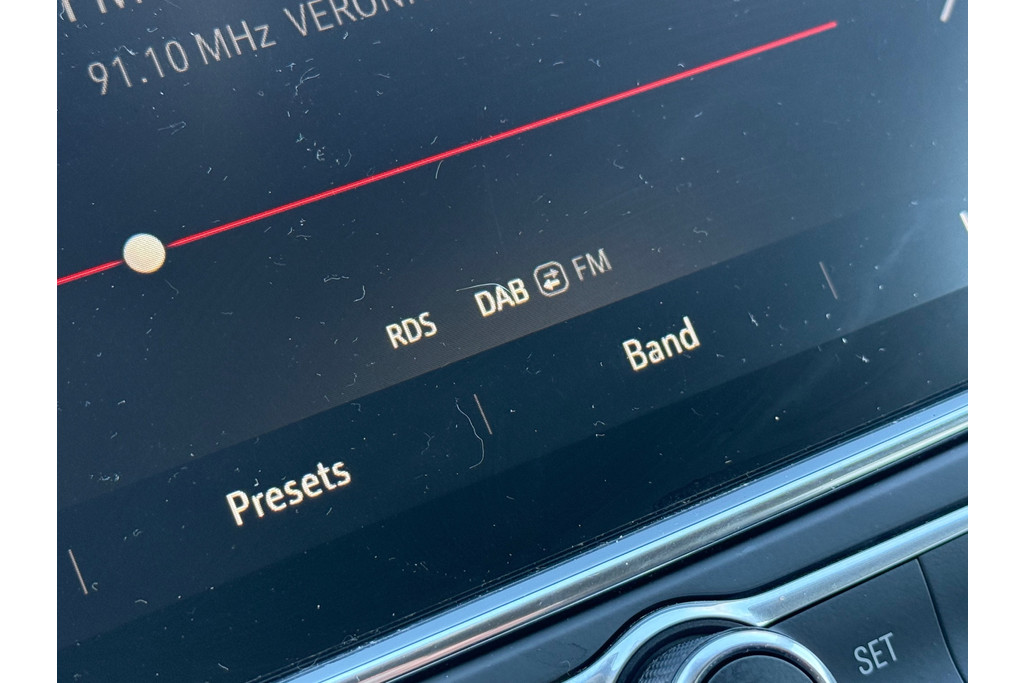 91.10 MHz
RDS DAB FM
Presets Band
SET